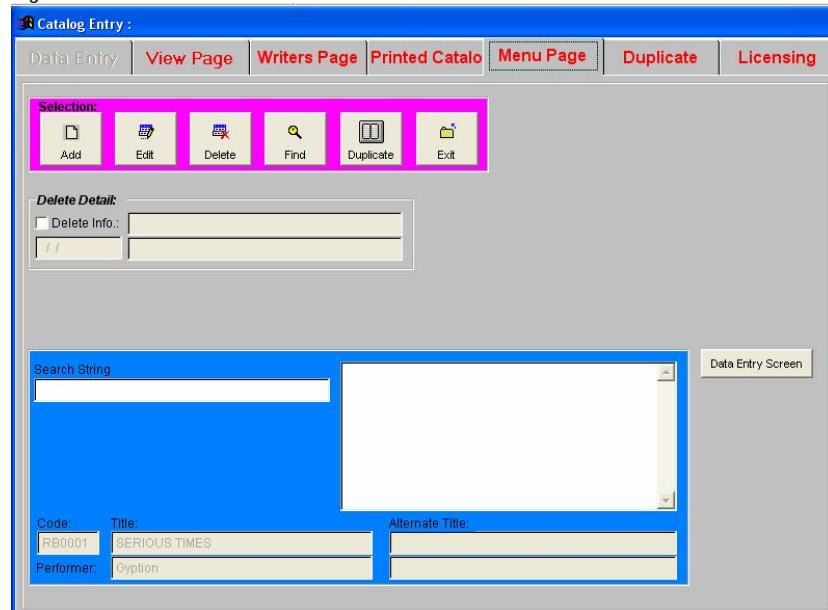 Catalog Entry :
Data Entry View Page Writers Page Printed Catalo Menu Page Duplicate Licensing
Selection:
Add Edit Delete Find Duplicate Exit
Delete Detail:
Delete Info.:
/ /
Data Entry Screen
Search String
Code: Title: Alternate Title:
RB0001 SERIOUS TIMES
Performer: Gyption